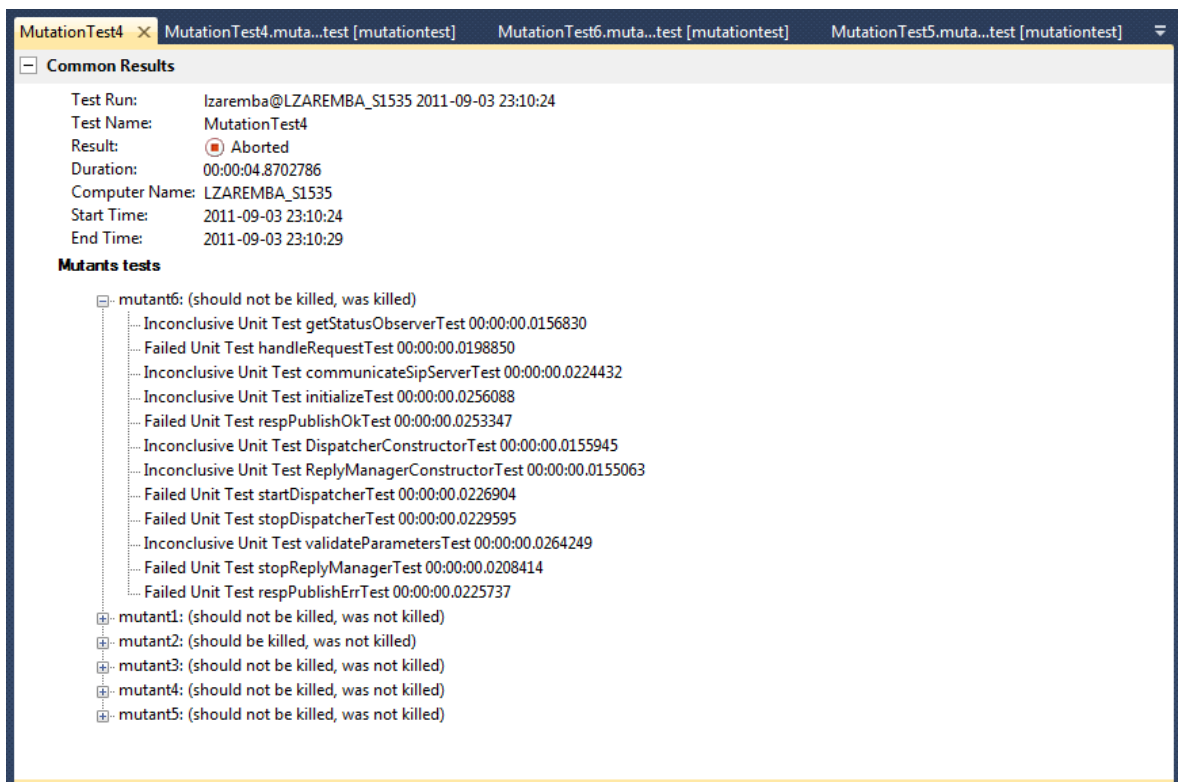 MutationTest4 MutationTest4.muta...test [mutationtest] MutationTest6.muta...test [mutationtest] MutationTest5.muta...test [mutationtest]
Common Results
Test Run: lzaremba@LZAREMBA_S1535 2011-09-03 23:10:24
Test Name: MutationTest4
Result: Aborted
Duration: 00:00:04.8702786
Computer Name: LZAREMBA_S1535
Start Time: 2011-09-03 23:10:24
End Time: 2011-09-03 23:10:29
Mutants tests
mutant6: (should not be killed, was killed)
Inconclusive Unit Test getStatusObserverTest 00:00:00.0156830
Failed Unit Test handleRequestTest 00:00:00.0198850
Inconclusive Unit Test communicateSipServerTest 00:00:00.0224432
Inconclusive Unit Test initializeTest 00:00:00.0256088
Failed Unit Test respPublishOkTest 00:00:00.0253347
Inconclusive Unit Test DispatcherConstructorTest 00:00:00.0155945
Inconclusive Unit Test ReplyManagerConstructorTest 00:00:00.0155063
Failed Unit Test startDispatcherTest 00:00:00.0226904
Failed Unit Test stopDispatcherTest 00:00:00.0229595
Inconclusive Unit Test validateParametersTest 00:00:00.0264249
Failed Unit Test stopReplyManagerTest 00:00:00.0208414
Failed Unit Test respPublishErrTest 00:00:00.0225737
mutant1: (should not be killed, was not killed)
mutant2: (should be killed, was not killed)
mutant3: (should not be killed, was not killed)
mutant4: (should not be killed, was not killed)
mutant5: (should not be killed, was not killed)